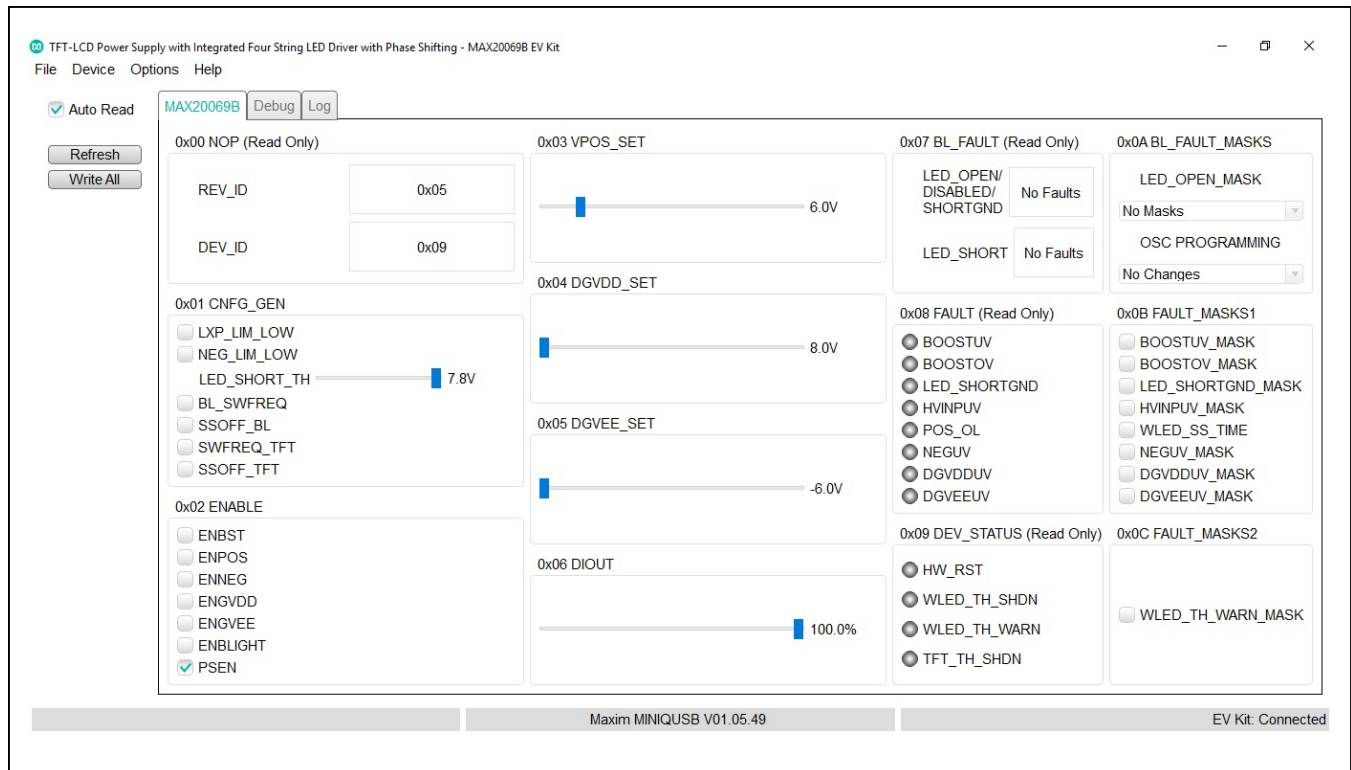 TFT-LCD Power Supply with Integrated Four String LED Driver with Phase Shifting - MAX20069B EV Kit
File Device Options Help
Auto Read
Refresh
Write All
MAX20069B Debug Log
0x00 NOP (Read Only)
REV_ID 0x05
DEV_ID 0x09
0x01 CNFG_GEN
LXP_LIM_LOW
NEG_LIM_LOW
LED_SHORT_TH 7.8V
BL_SWFREQ
SSOFF_BL
SWFREQ_TFT
SSOFF_TFT
0x02 ENABLE
ENBST
ENPOS
ENNEG
ENGVDD
ENGVEE
ENBLIGHT
PSEN
0x03 VPOS_SET
6.0V
0x04 DGVDD_SET
8.0V
0x05 DGVEE_SET
-6.0V
0x06 DIOUT
100.0%
0x07 BL_FAULT (Read Only)
LED_OPEN/
DISABLED/
SHORTGND
No Faults
LED_SHORT No Faults
0x08 FAULT (Read Only)
BOOSTUV
BOOSTOV
LED_SHORTGND
HVINPUV
POS_OL
NEGUV
DGVDDUV
DGVEEUV
0x09 DEV_STATUS (Read Only)
HW_RST
WLED_TH_SHDN
WLED_TH_WARN
TFT_TH_SHDN
0x0A BL_FAULT_MASKS
LED_OPEN_MASK
No Masks
OSC PROGRAMMING
No Changes
0x0B FAULT_MASKS1
BOOSTUV_MASK
BOOSTOV_MASK
LED_SHORTGND_MASK
HVINPUV_MASK
WLED_SS_TIME
NEGUV_MASK
DGVDDUV_MASK
DGVEEUV_MASK
0x0C FAULT_MASKS2
WLED_TH_WARN_MASK
Maxim MINIQUSB V01.05.49
EV Kit: Connected